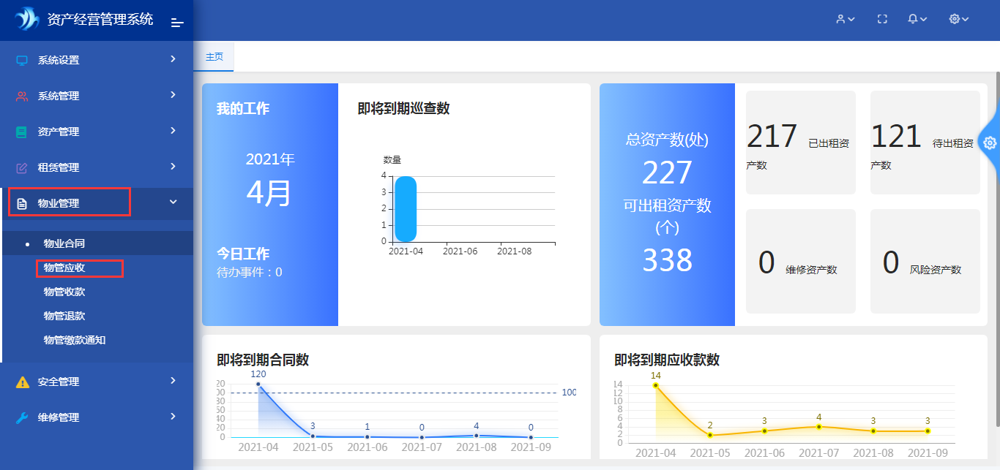 资产经营管理系统
系统设置
系统管理
资产管理
租赁管理
物业管理
物业合同
物管应收
物管收款
物管退款
物管缴款通知
安全管理
维修管理
主页
我的工作
2021年
4月
今日工作
待办事件：0
即将到期巡查数
数量
4
3
2
1
0
2021-04 2021-06 2021-08
总资产数(处)
227
可出租资产数
(个)
338
217 已出租资
产数
121 待出租资
产数
0 维修资产数
0 风险资产数
即将到期合同数
120
20
00
100
80
60
40
20
0
3 1 0 4 0
2021-04 2021-05 2021-06 2021-07 2021-08 2021-09
即将到期应收款数
14
14
12
10
8
6
4
2
0
2 3 4 3 3
2021-04 2021-05 2021-06 2021-07 2021-08 2021-09